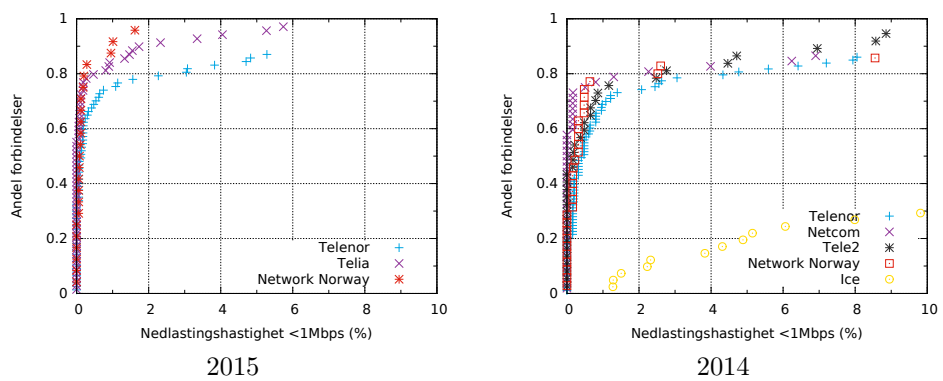 1
0.8
0.6
0.4
0.2
0
Andel forbindelser
Telenor
Telia
Network Norway
0 2 4 6 8 10
Nedlastingshastighet <1Mbps (%)
2015
1
0.8
0.6
0.4
0.2
0
Andel forbindelser
Telenor
Netcom
Tele2
Network Norway
Ice
0 2 4 6 8 10
Nedlastingshastighet <1Mbps (%)
2014